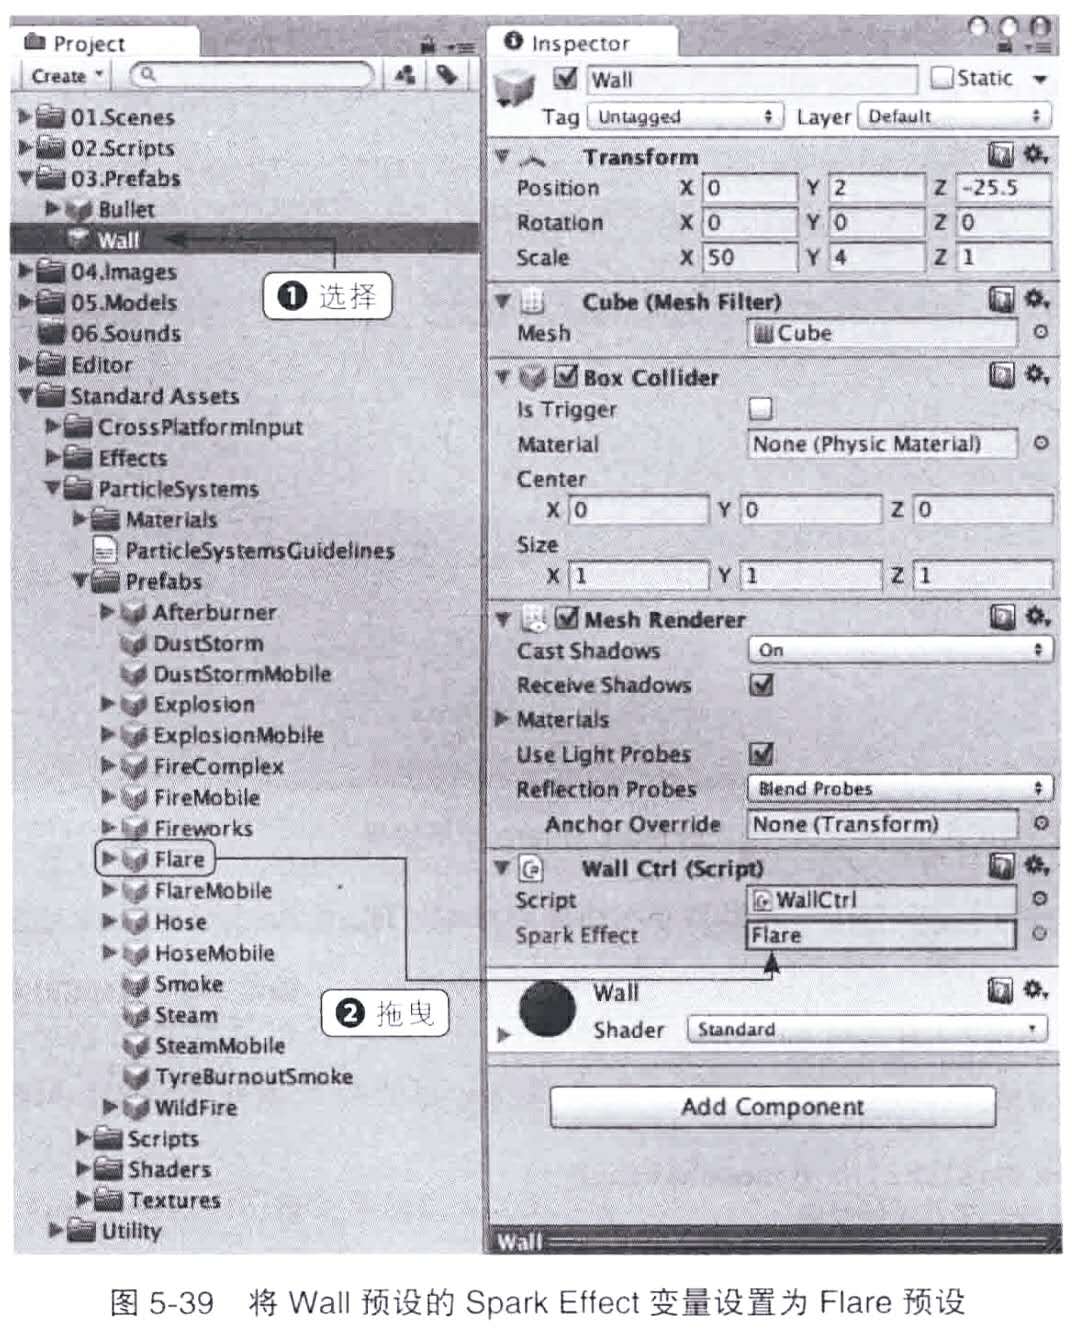 Project
Create
01.Scenes
02.Scripts
03.Prefabs
Bullet
Wall
❶ 选择
04.Images
05.Models
06.Sounds
Editor
Standard Assets
CrossPlatformInput
Effects
ParticleSystems
Materials
ParticleSystemsGuidelines
Prefabs
Afterburner
DustStorm
DustStormMobile
Explosion
ExplosionMobile
FireComplex
FireMobile
Fireworks
Flare
FlareMobile
Hose
HoseMobile
Smoke
❷ 拖曳
Steam
SteamMobile
TyreBurnoutSmoke
WildFire
Scripts
Shaders
Textures
Utility
Inspector
Wall Static
Tag Untagged Layer Default
Transform
Position X 0 Y 2 Z -25.5
Rotation X 0 Y 0 Z 0
Scale X 50 Y 4 Z 1
Cube (Mesh Filter)
Mesh Cube
Box Collider
Is Trigger
Material None (Physic Material)
Center
X 0 Y 0 Z 0
Size
X 1 Y 1 Z 1
Mesh Renderer
Cast Shadows On
Receive Shadows
Materials
Use Light Probes
Reflection Probes Blend Probes
Anchor Override None (Transform)
Wall Ctrl (Script)
Script WallCtrl
Spark Effect Flare
Wall
Shader Standard
Add Component
Wall
图 5-39 将 Wall 预设的 Spark Effect 变量设置为 Flare 预设